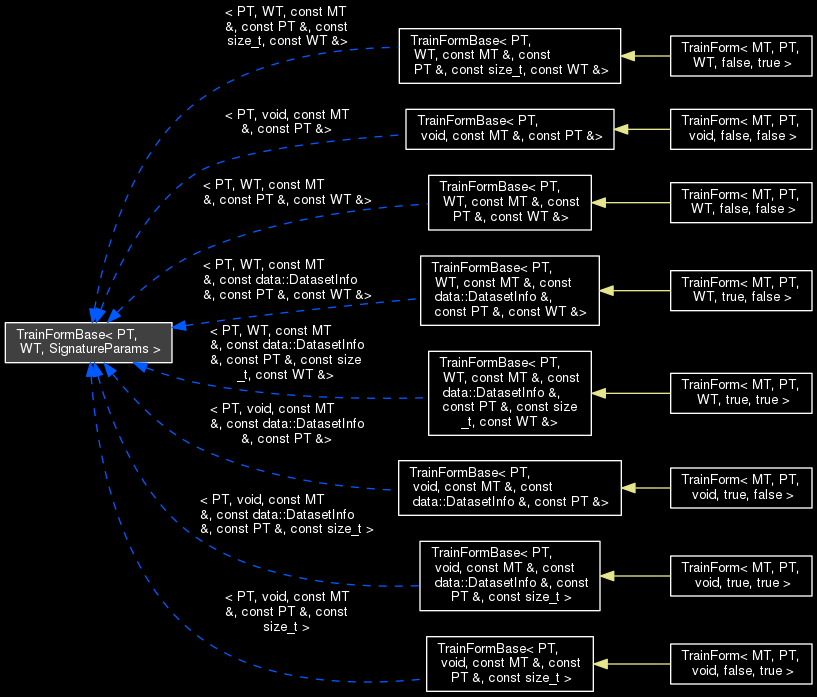 < PT, WT, const MT
&, const PT &, const
size_t, const WT &>
TrainFormBase< PT,
WT, const MT &, const
PT &, const size_t, const WT &>
TrainForm< MT, PT,
WT, false, true >
< PT, void, const MT
&, const PT &>
TrainFormBase< PT,
void, const MT &, const PT &>
TrainForm< MT, PT,
void, false, false >
< PT, WT, const MT
&, const PT &, const WT &>
TrainFormBase< PT,
WT, const MT &, const
PT &, const WT &>
TrainForm< MT, PT,
WT, false, false >
< PT, WT, const MT
&, const data::DatasetInfo
&, const PT &, const WT &>
TrainFormBase< PT,
WT, const MT &, const
data::DatasetInfo &,
const PT &, const WT &>
TrainForm< MT, PT,
WT, true, false >
TrainFormBase< PT,
WT, SignatureParams >
< PT, WT, const MT
&, const data::DatasetInfo
&, const PT &, const size
_t, const WT &>
TrainFormBase< PT,
WT, const MT &, const
data::DatasetInfo &,
const PT &, const size
_t, const WT &>
TrainForm< MT, PT,
WT, true, true >
< PT, void, const MT
&, const data::DatasetInfo
&, const PT &>
TrainFormBase< PT,
void, const MT &, const
data::DatasetInfo &, const PT &>
TrainForm< MT, PT,
void, true, false >
< PT, void, const MT
&, const data::DatasetInfo
&, const PT &, const size_t >
TrainFormBase< PT,
void, const MT &, const
data::DatasetInfo &, const
PT &, const size_t >
TrainForm< MT, PT,
void, true, true >
< PT, void, const MT
&, const PT &, const
size_t >
TrainFormBase< PT,
void, const MT &, const
PT &, const size_t >
TrainForm< MT, PT,
void, false, true >